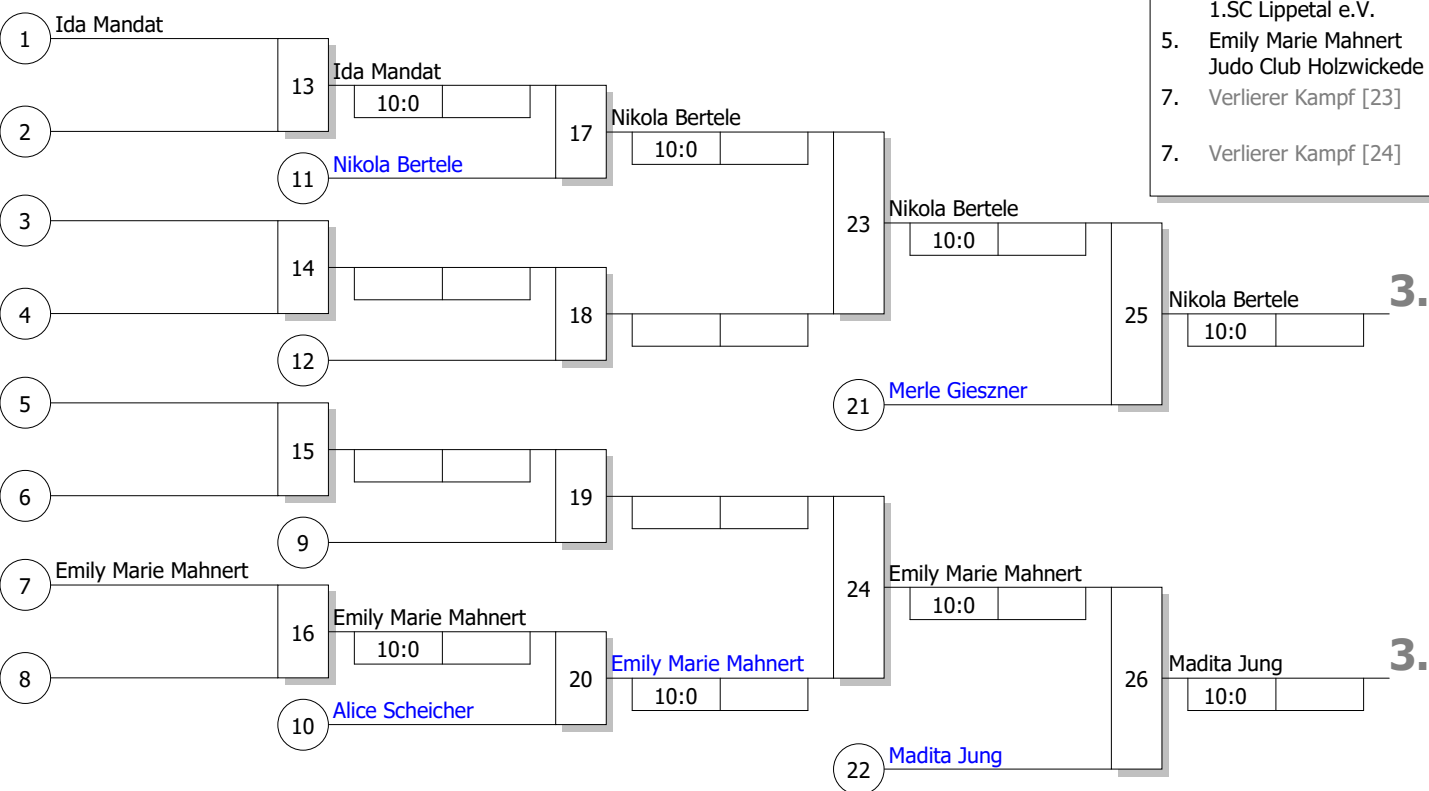 1.SC Lippetal e.V.
5. Emily Marie Mahnert
Judo Club Holzwickede
7. Verlierer Kampf [23]
7. Verlierer Kampf [24]
1 Ida Mandat
13 Ida Mandat
10:0
2
17 Nikola Bertele
10:0
11 Nikola Bertele
3
23 Nikola Bertele
10:0
14
4
18
25 Nikola Bertele 3.
10:0
12
5
21 Merle Gieszner
15
6
19
9
7 Emily Marie Mahnert
24 Emily Marie Mahnert
10:0
16 Emily Marie Mahnert
10:0
8
20 Emily Marie Mahnert
10:0
26 Madita Jung 3.
10:0
10 Alice Scheicher
22 Madita Jung